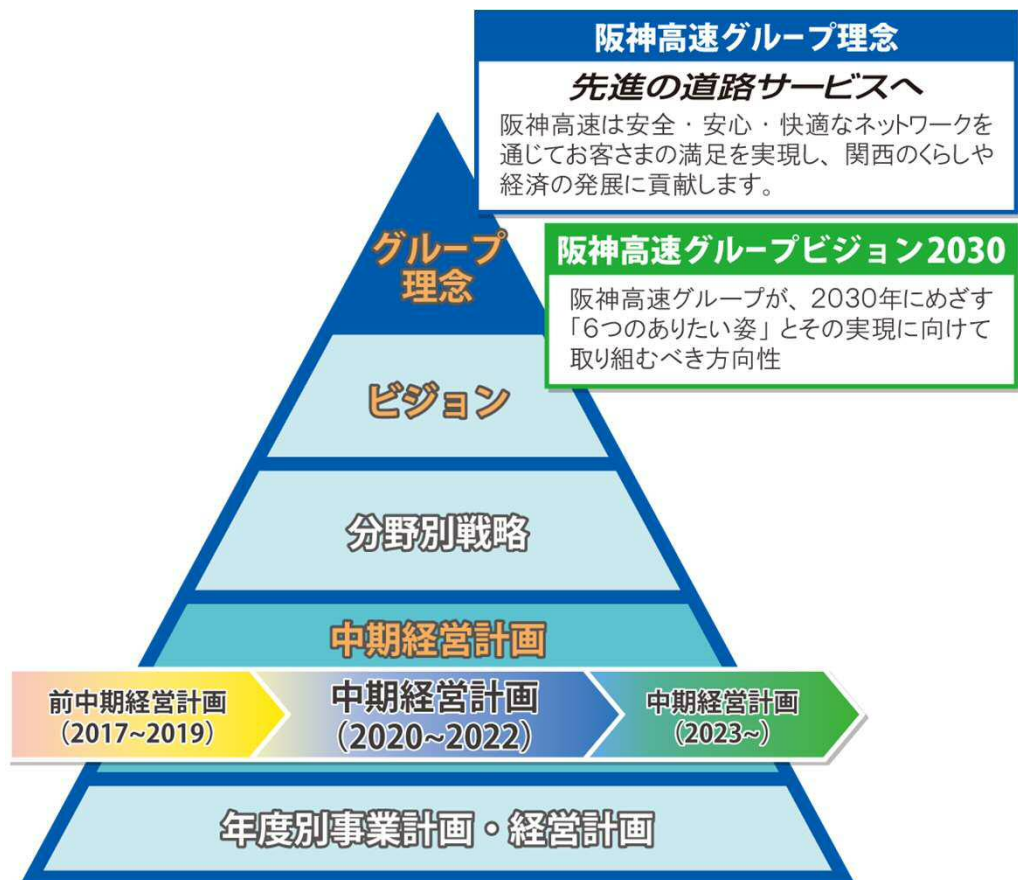 阪神高速グループ理念
先進の道路サービスへ
阪神高速は安全・安心・快適なネットワークを
通じてお客さまの満足を実現し、関西のくらしや
経済の発展に貢献します。
阪神高速グループビジョン2030
阪神高速グループが、2030年にめざす
「6つのありたい姿」とその実現に向けて
取り組むべき方向性
グループ
理念
ビジョン
分野別戦略
中期経営計画
前中期経営計画
(2017~2019)
中期経営計画
(2020~2022)
中期経営計画
(2023~)
年度別事業計画・経営計画